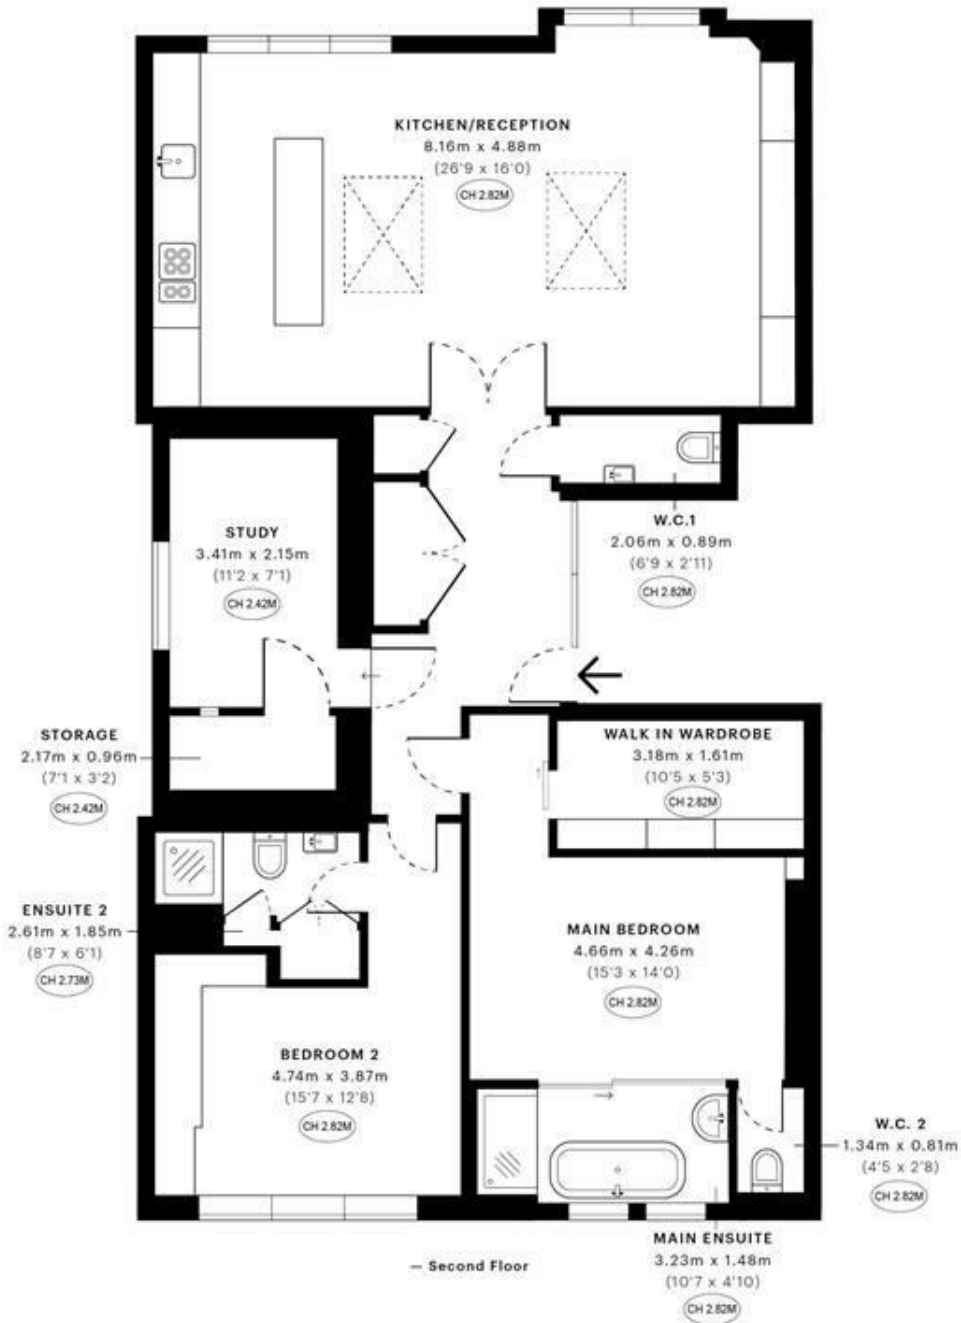 KITCHEN/RECEPTION
8.16m x 4.88m
(26'9 x 16'0)
CH 2.82M
W.C.1
2.06m x 0.89m
(6'9 x 2'11)
CH 2.82M
STUDY
3.41m x 2.15m
(11'2 x 7'1)
CH 2.42M
STORAGE
2.17m x 0.96m
(7'1 x 3'2)
CH 2.42M
WALK IN WARDROBE
3.18m x 1.61m
(10'5 x 5'3)
CH 2.82M
ENSUITE 2
2.61m x 1.85m
(8'7 x 6'1)
CH 2.73M
MAIN BEDROOM
4.66m x 4.26m
(15'3 x 14'0)
CH 2.82M
BEDROOM 2
4.74m x 3.87m
(15'7 x 12'8)
CH 2.82M
W.C. 2
1.34m x 0.81m
(4'5 x 2'8)
CH 2.82M
MAIN ENSUITE
3.23m x 1.48m
(10'7 x 4'10)
CH 2.82M
— Second Floor